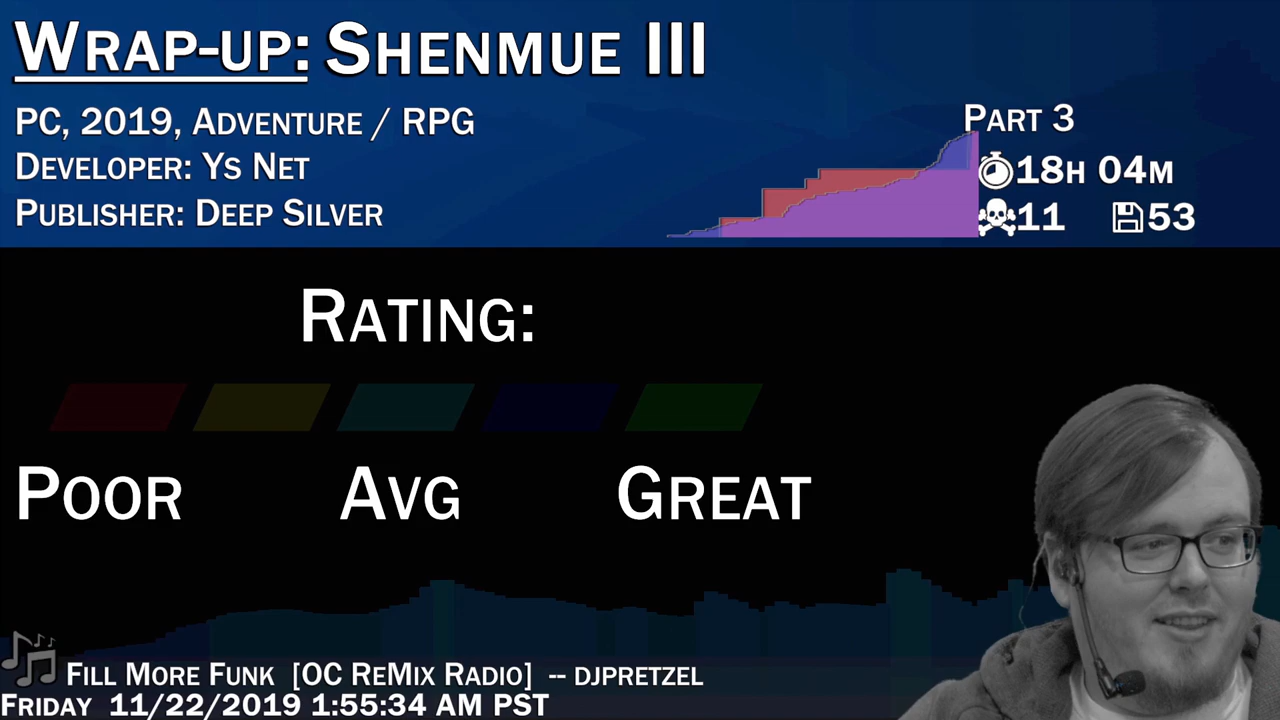 Wrap-up: Shenmue III
PC, 2019, Adventure / RPG
Developer: Ys Net
Publisher: Deep Silver
Part 3
18h 04m
11 53
Rating:
Poor Avg Great
Fill More Funk [OC ReMix Radio] -- djpretzel
Friday 11/22/2019 1:55:34 AM PST